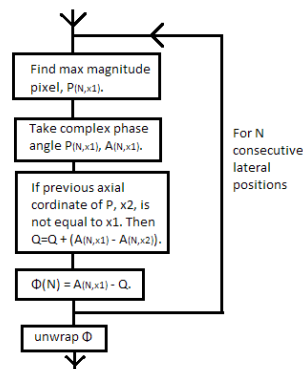 Find max magnitude
pixel, P(N,x1).
Take complex phase
angle P(N,x1), A(N,x1).
If previous axial
cordinate of P, x2, is
not equal to x1. Then
Q=Q + (A(N,x1) - A(N,x2)).
Φ(N) = A(N,x1) - Q.
unwrap Φ
For N
consecutive
lateral
positions